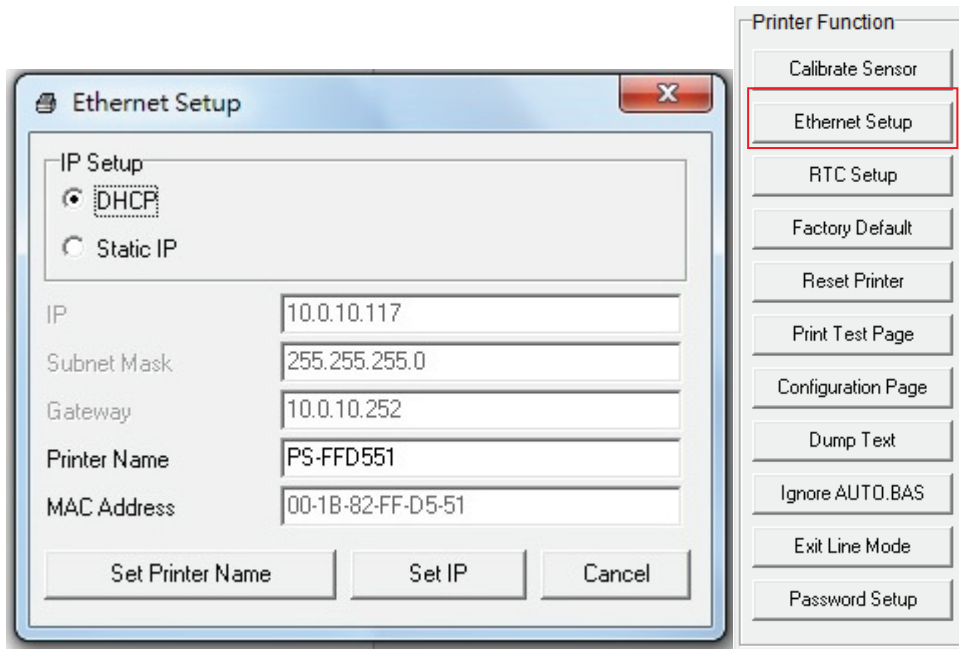 Ethernet Setup
IP Setup
DHCP
Static IP
IP 10.0.10.117
Subnet Mask 255.255.255.0
Gateway 10.0.10.252
Printer Name PS-FFD551
MAC Address 00-1B-82-FF-D5-51
Set Printer Name Set IP Cancel
Printer Function
Calibrate Sensor
Ethernet Setup
RTC Setup
Factory Default
Reset Printer
Print Test Page
Configuration Page
Dump Text
Ignore AUTO.BAS
Exit Line Mode
Password Setup